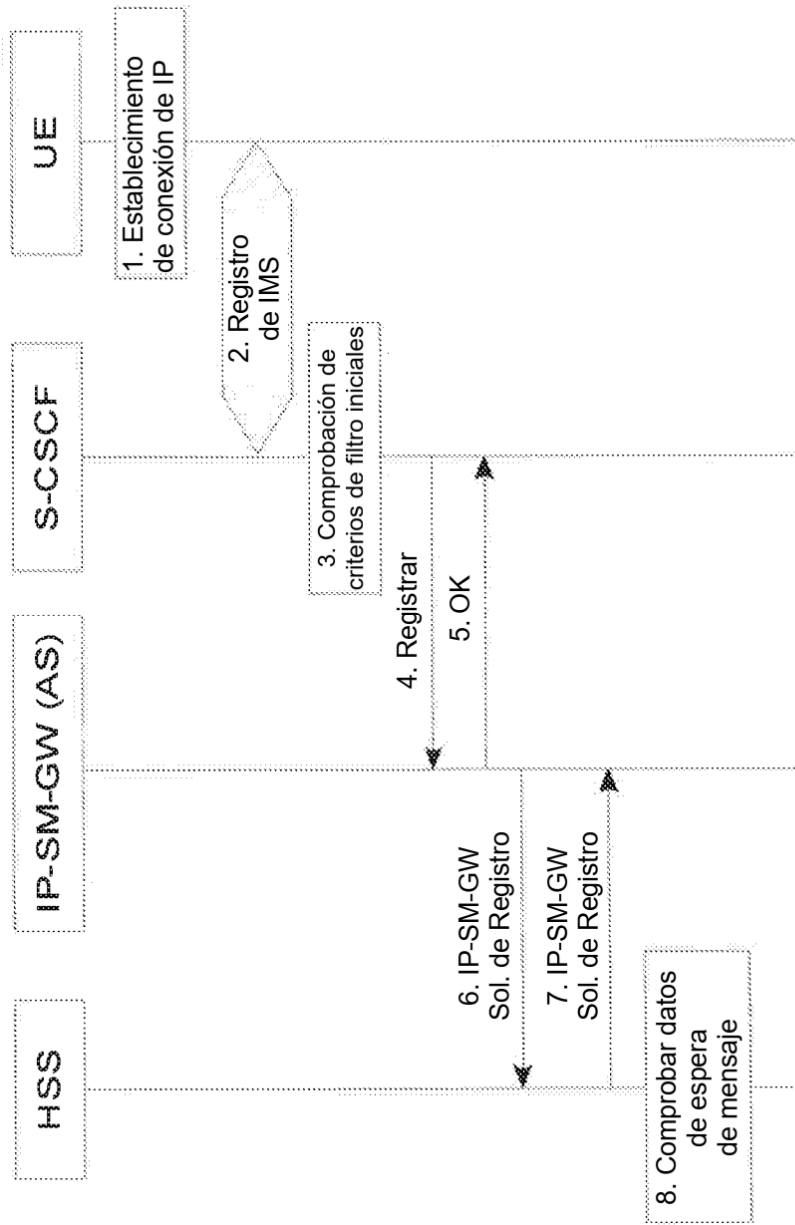 HSS
IP-SM-GW (AS)
S-CSCF
UE
1. Establecimiento
de conexión de IP
2. Registro
de IMS
3. Comprobación de
criterios de filtro iniciales
4. Registrar
5. OK
6. IP-SM-GW
Sol. de Registro
7. IP-SM-GW
Sol. de Registro
8. Comprobar datos
de espera
de mensaje